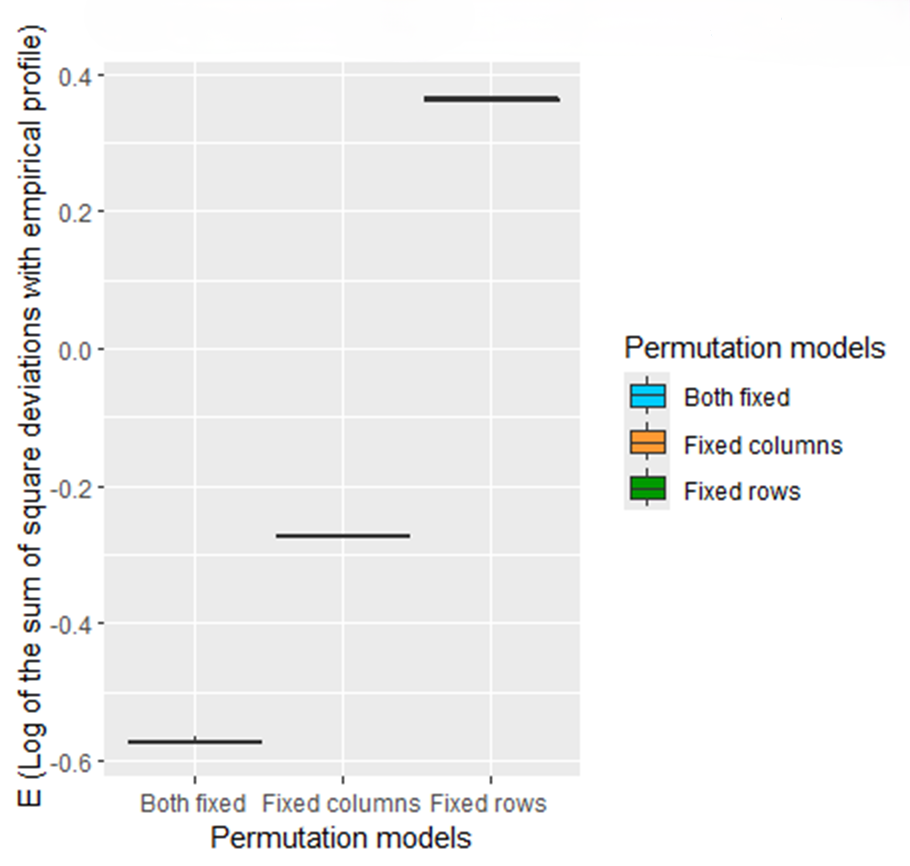 E (Log of the sum of square deviations with empirical profile)
0.4
0.2
0.0
-0.2
-0.4
-0.6
Both fixed
Fixed columns
Fixed rows
Permutation models
Permutation models
Both fixed
Fixed columns
Fixed rows